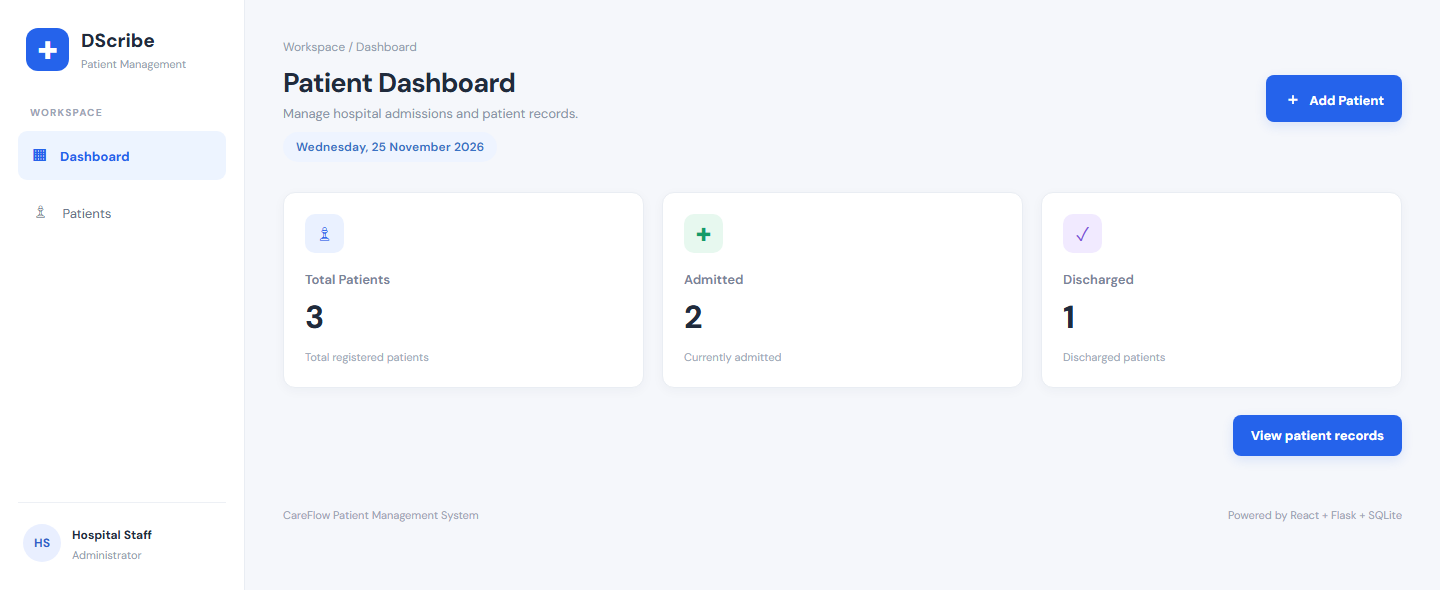 DScribe
Patient Management
WORKSPACE
Dashboard
Patients
Hospital Staff
HS
Administrator
Workspace / Dashboard
Patient Dashboard
Manage hospital admissions and patient records.
Wednesday, 25 November 2026
+ Add Patient
Total Patients
3
Total registered patients
Admitted
2
Currently admitted
Discharged
1
Discharged patients
View patient records
CareFlow Patient Management System
Powered by React + Flask + SQLite